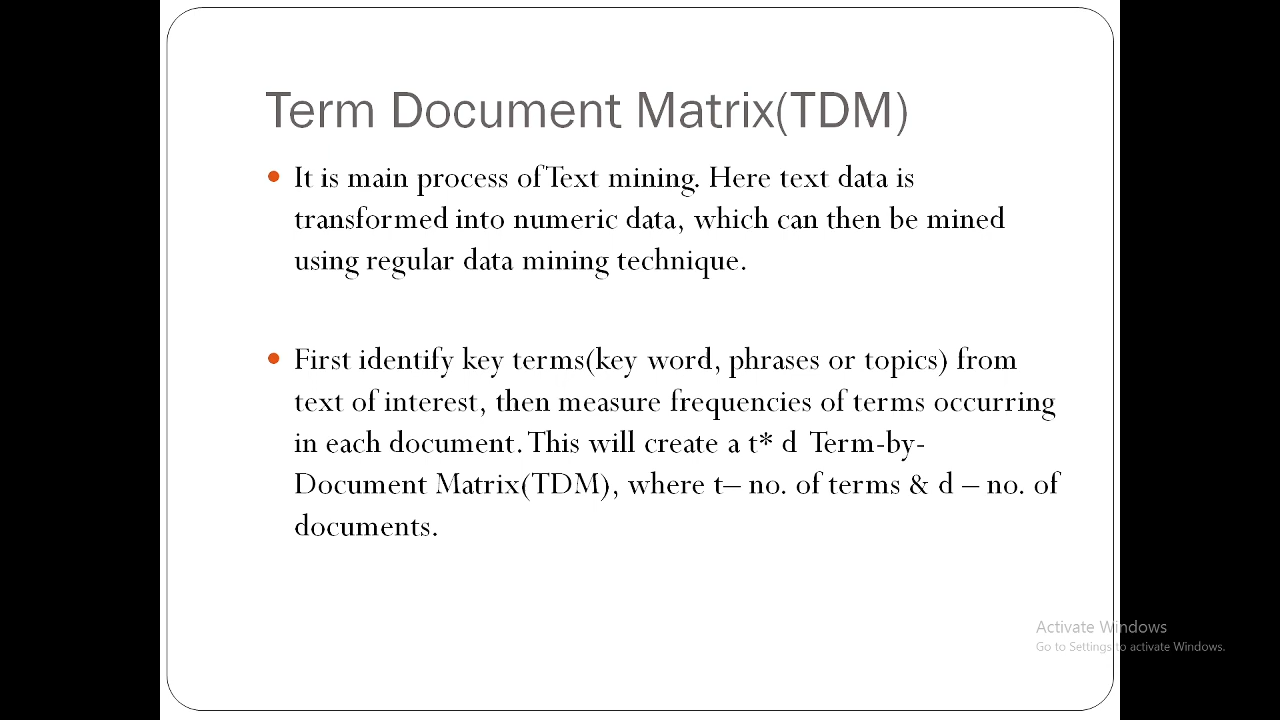 Term Document Matrix(TDM)
• It is main process of Text mining. Here text data is
transformed into numeric data, which can then be mined
using regular data mining technique.
• First identify key terms(key word, phrases or topics) from
text of interest, then measure frequencies of terms occurring
in each document. This will create a t* d Term-by-
Document Matrix(TDM), where t– no. of terms & d – no. of
documents.
Activate Windows
Go to Settings to activate Windows.